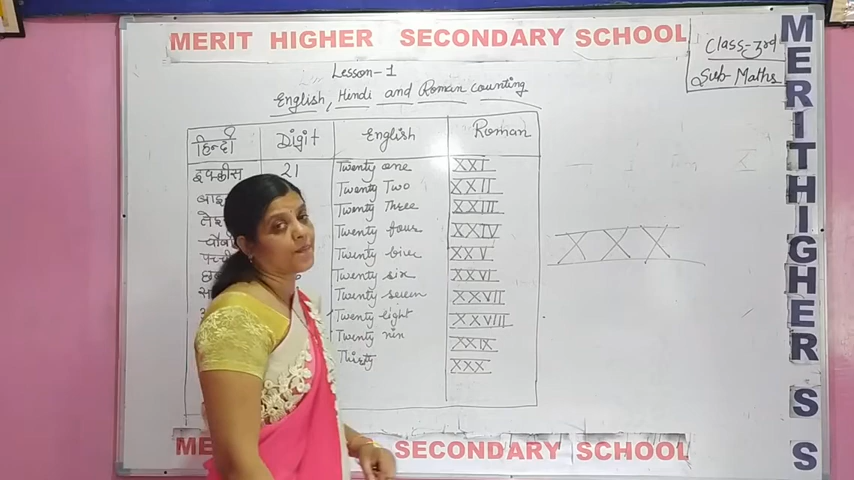 MERIT HIGHER SECONDARY SCHOOL
Class-3rd
Sub-Maths
Lesson-1
English, Hindi and Roman counting
हिन्दी Digit English Roman
इक्कीस 21 Twenty one XXI
Twenty Two XXII
Twenty Three XXIII
Twenty four XXIV
Twenty five XXV
Twenty six XXVI
Twenty seven XXVII
Twenty light XXVIII
Twenty nin XXIX
Thirty XXX
XXX
SECONDARY SCHOOL
MERIT HIGHER S S